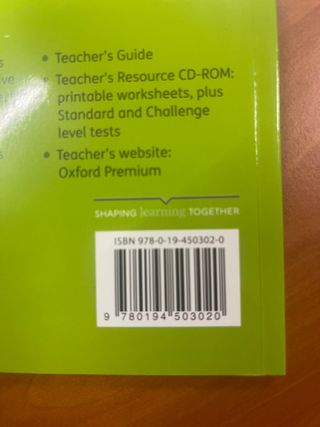 • Teacher's Guide
• Teacher's Resource CD-ROM:
printable worksheets, plus
Standard and Challenge
level tests
• Teacher's website:
Oxford Premium
SHAPING learning TOGETHER
ISBN 978-0-19-450302-0
9 780194 503020